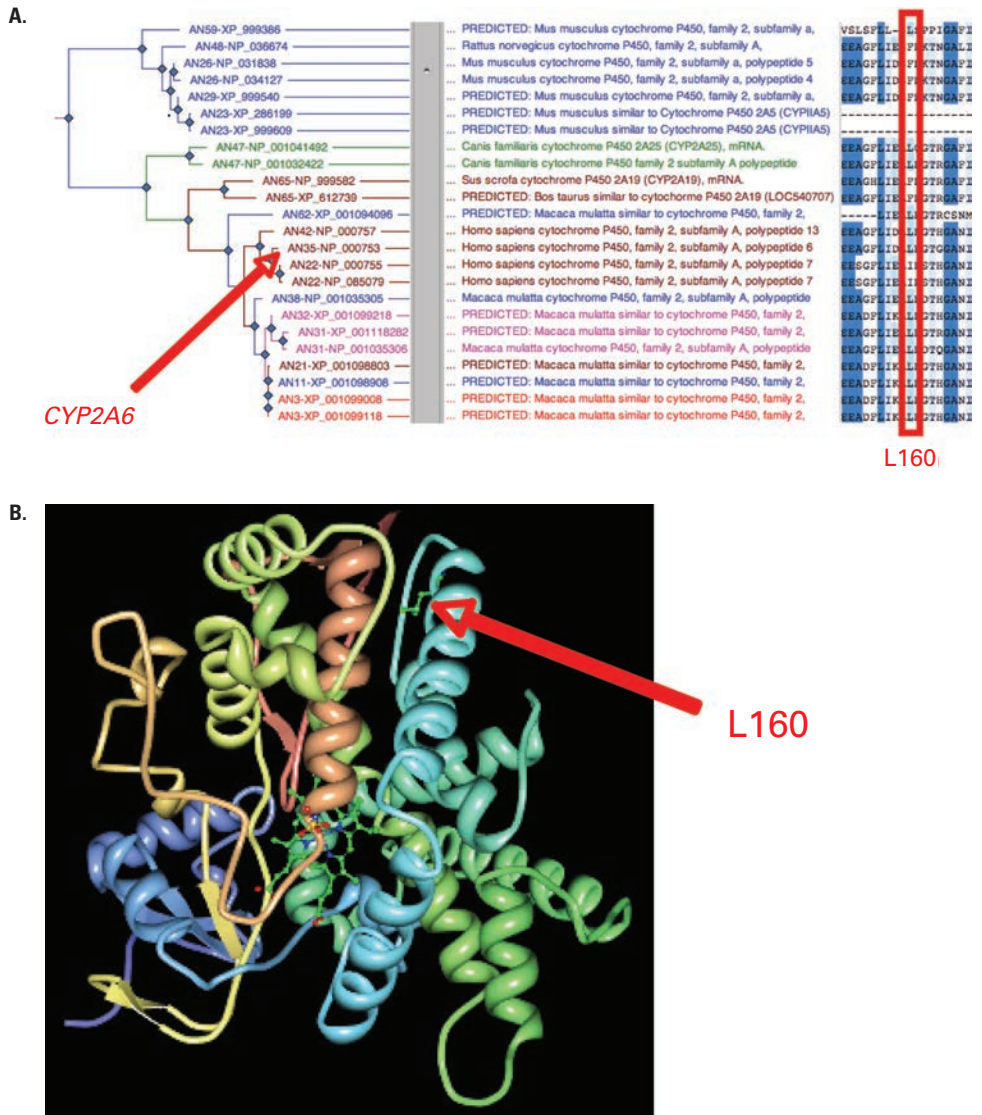 A.
AN59-XP_999386 ... PREDICTED: Mus musculus cytochrome P450, family 2, subfamily a,
AN48-NP_036674 ... Rattus norvegicus cytochrome P450, family 2, subfamily A,
AN26-NP_031838 ... Mus musculus cytochrome P450, family 2, subfamily a, polypeptide 5
AN26-NP_034127 ... Mus musculus cytochrome P450, family 2, subfamily a, polypeptide 4
AN29-XP_999540 ... PREDICTED: Mus musculus cytochrome P450, family 2, subfamily a,
AN23-XP_286199 ... PREDICTED: Mus musculus similar to Cytochrome P450 2A5 (CYPIIA5)
AN23-XP_999609 ... PREDICTED: Mus musculus similar to Cytochrome P450 2A5 (CYPIIA5)
AN47-NP_001041492 ... Canis familiaris cytochrome P450 2A25 (CYP2A25), mRNA.
AN47-NP_001032422 ... Canis familiaris cytochrome P450 2 subfamily A polypeptide
AN65-NP_999582 ... Sus scrofa cytochrome P450 2A19 (CYP2A19), mRNA.
AN65-XP_612739 ... PREDICTED: Bos taurus similar to cytochorme P450 2A19 (LOC540707)
AN62-XP_001094096 ... PREDICTED: Macaca mulatta similar to cytochrome P450, family 2,
AN42-NP_000757 ... Homo sapiens cytochrome P450, family 2, subfamily A, polypeptide 13
AN35-NP_000753 ... Homo sapiens cytochrome P450, family 2, subfamily A, polypeptide 6
AN22-NP_000755 ... Homo sapiens cytochrome P450, family 2, subfamily A, polypeptide 7
AN22-NP_085079 ... Homo sapiens cytochrome P450, family 2, subfamily A, polypeptide 7
AN38-NP_001035305 ... Macaca mulatta cytochrome P450, family 2, subfamily A, polypeptide
AN32-XP_001099218 ... PREDICTED: Macaca mulatta similar to cytochrome P450, family 2,
AN31-XP_001118282 ... PREDICTED: Macaca mulatta similar to cytochrome P450, family 2,
AN31-NP_001035306 ... Macaca mulatta cytochrome P450, family 2, subfamily A, polypeptide
AN21-XP_001098803 ... PREDICTED: Macaca mulatta similar to cytochrome P450, family 2,
AN11-XP_001098908 ... PREDICTED: Macaca mulatta similar to cytochrome P450, family 2,
AN3-XP_001099008 ... PREDICTED: Macaca mulatta similar to cytochrome P450, family 2,
AN3-XP_001099118 ... PREDICTED: Macaca mulatta similar to cytochrome P450, family 2,
CYP2A6
L160
B.
L160